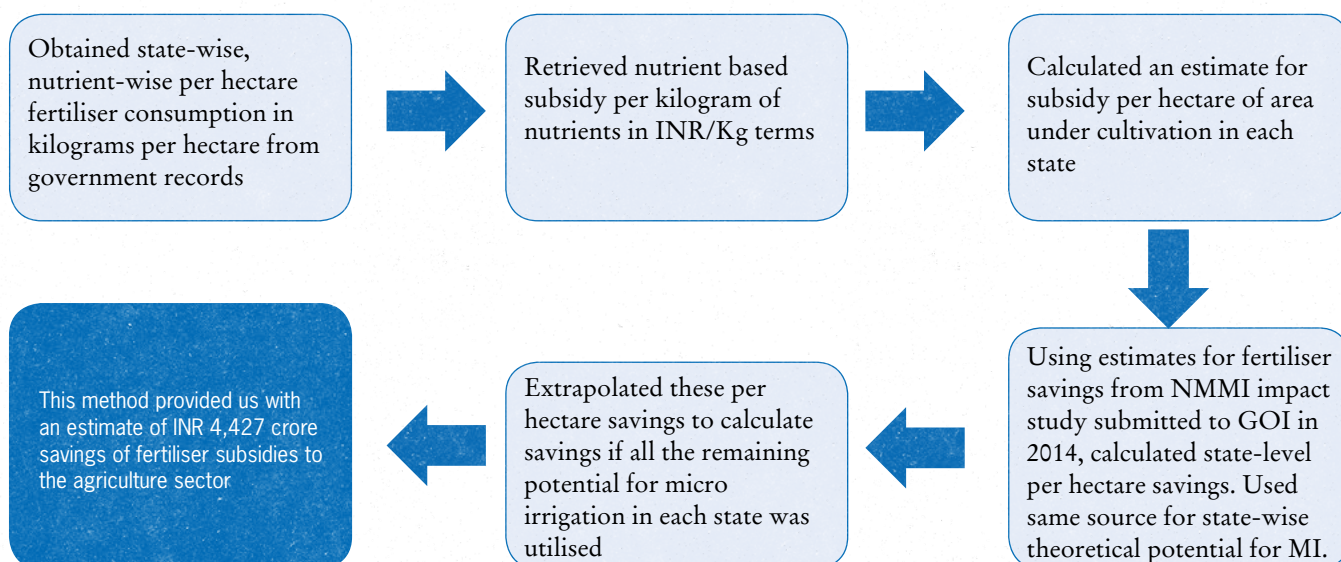 Obtained state-wise,
nutrient-wise per hectare
fertiliser consumption in
kilograms per hectare from
government records
Retrieved nutrient based
subsidy per kilogram of
nutrients in INR/Kg terms
Calculated an estimate for
subsidy per hectare of area
under cultivation in each
state
Using estimates for fertiliser
savings from NMMI impact
study submitted to GOI in
2014, calculated state-level
per hectare savings. Used
same source for state-wise
theoretical potential for MI.
Extrapolated these per
hectare savings to calculate
savings if all the remaining
potential for micro
irrigation in each state was
utilised
This method provided us with
an estimate of INR 4,427 crore
savings of fertiliser subsidies to
the agriculture sector